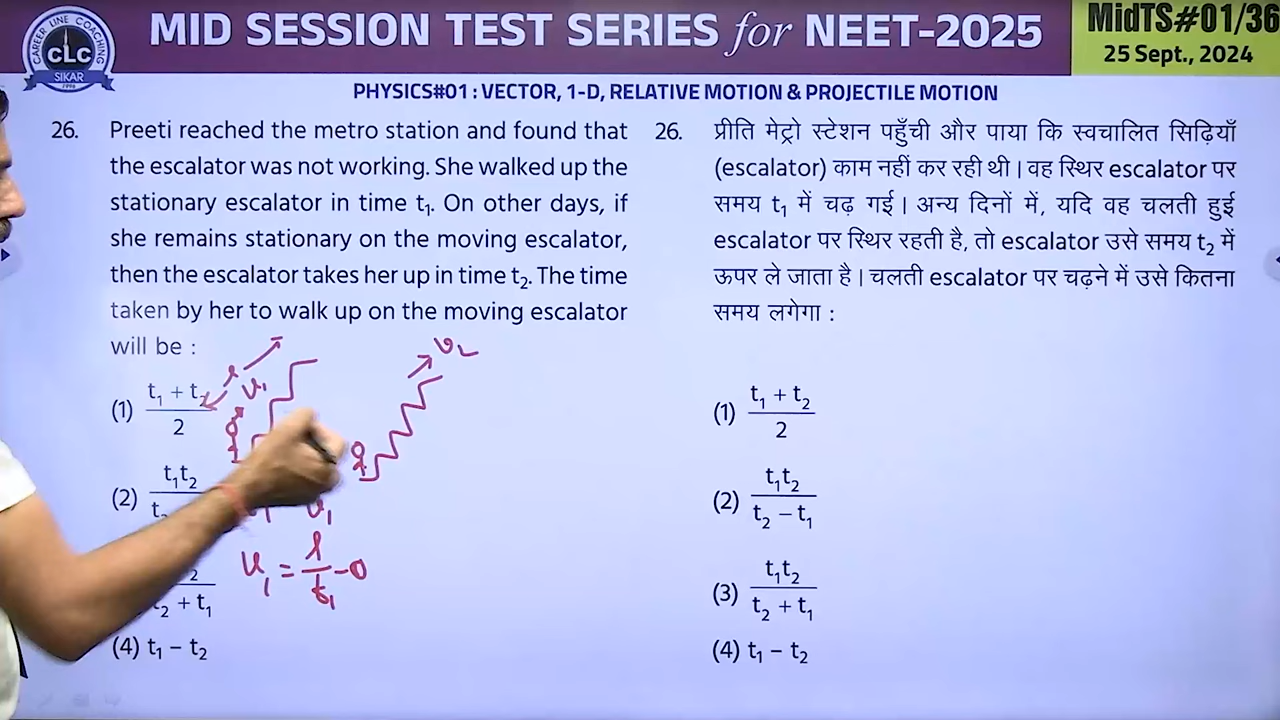 CAREER LINE COACHING
CLC
SIKAR
1996
MID SESSION TEST SERIES for NEET-2025
MidTS#01/36
25 Sept., 2024
PHYSICS#01 : VECTOR, 1-D, RELATIVE MOTION & PROJECTILE MOTION
26. Preeti reached the metro station and found that
the escalator was not working. She walked up the
stationary escalator in time t₁. On other days, if
she remains stationary on the moving escalator,
then the escalator takes her up in time t₂. The time
taken by her to walk up on the moving escalator
will be :
(1) t₁ + t₂
2
(2) t₁t₂
t₂ + t₁
(4) t₁ – t₂
l
v₁
v₂
v₁
v₁ = l/t₁
26. प्रीति मेट्रो स्टेशन पहुँची और पाया कि स्वचालित सिढ़ियाँ
(escalator) काम नहीं कर रही थी। वह स्थिर escalator पर
समय t₁ में चढ़ गई। अन्य दिनों में, यदि वह चलती हुई
escalator पर स्थिर रहती है, तो escalator उसे समय t₂ में
ऊपर ले जाता है। चलती escalator पर चढ़ने में उसे कितना
समय लगेगा :
(1) t₁ + t₂
2
(2) t₁t₂
t₂ – t₁
(3) t₁t₂
t₂ + t₁
(4) t₁ – t₂